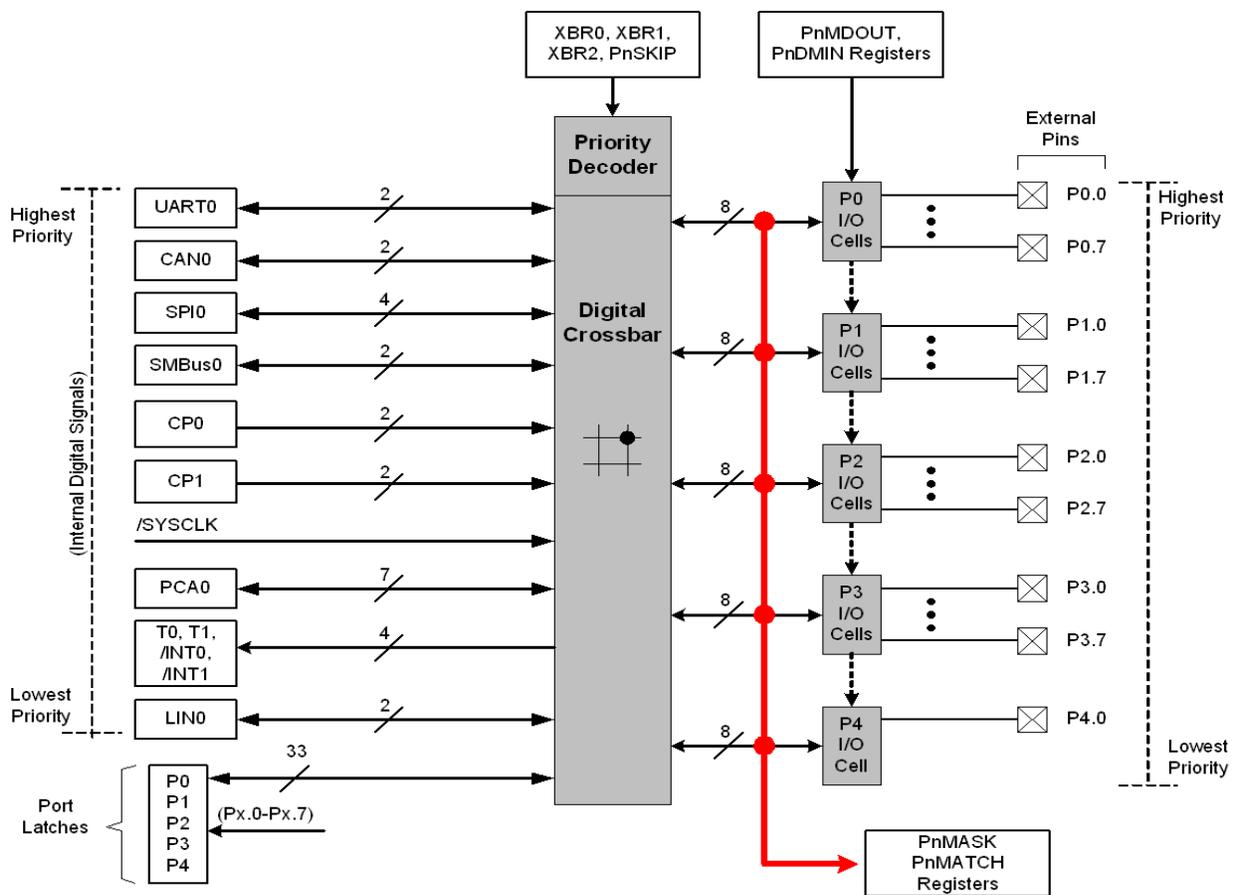 XBR0, XBR1,
XBR2, PnSKIP
PnMDOUT,
PnDMIN Registers
External
Pins
Priority
Decoder
Highest
Priority
(Internal Digital Signals)
Lowest
Priority
UART0
2
CAN0
2
SPI0
4
SMBus0
2
CP0
2
CP1
2
/SYSCLK
PCA0
7
T0, T1,
/INT0,
/INT1
4
LIN0
2
Port
Latches
P0
P1
P2
P3
P4
33
(Px.0-Px.7)
Digital
Crossbar
8
8
8
8
8
P0
I/O
Cells
P0.0
P0.7
P1
I/O
Cells
P1.0
P1.7
P2
I/O
Cells
P2.0
P2.7
P3
I/O
Cells
P3.0
P3.7
P4
I/O
Cell
P4.0
Highest
Priority
Lowest
Priority
PnMASK
PnMATCH
Registers